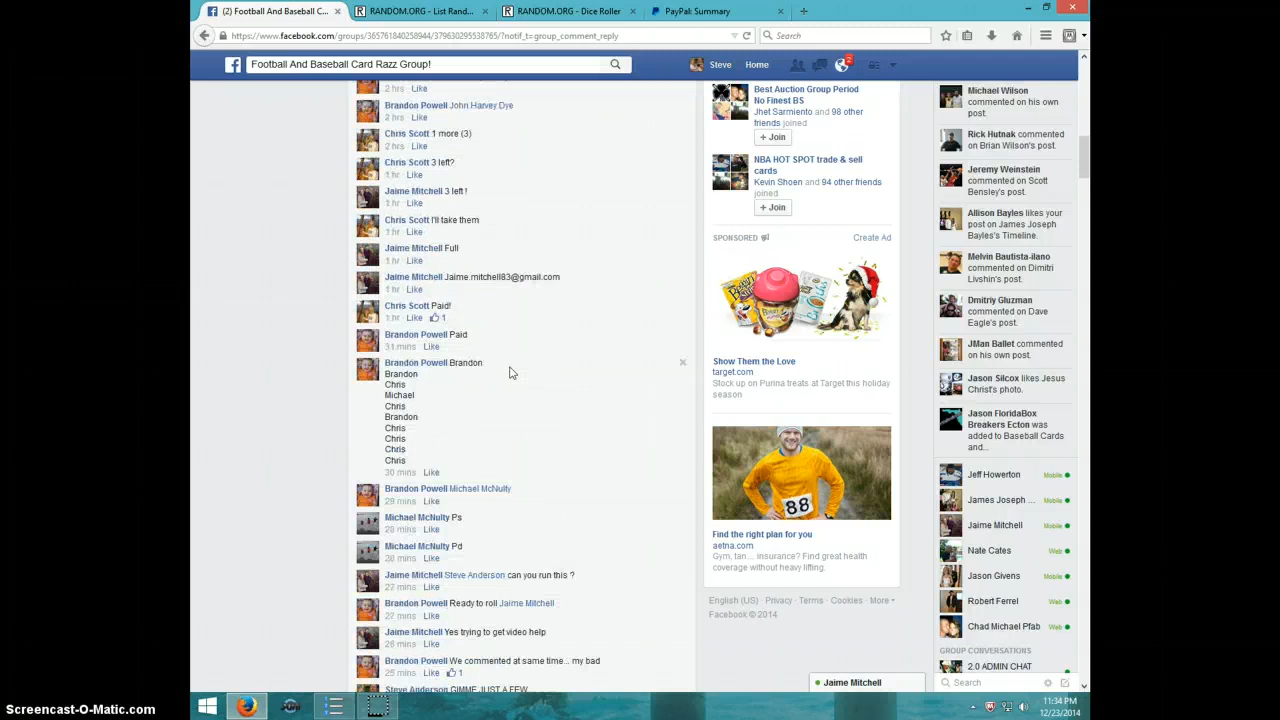 (2) Football And Baseball C...
RANDOM.ORG - List Rand...
RANDOM.ORG - Dice Roller
PayPal: Summary
https://www.facebook.com/groups/365761840258944/379630295538765/?notif_t=group_comment_reply
Search
Football And Baseball Card Razz Group!
Steve
Home
2
2 hrs · Like
Brandon Powell John Harvey Dye
2 hrs · Like
Chris Scott 1 more (3)
2 hrs · Like
Chris Scott 3 left?
1 hr · Like
Jaime Mitchell 3 left !
1 hr · Like
Chris Scott I'll take them
1 hr · Like
Jaime Mitchell Full
1 hr · Like
Jaime Mitchell Jaime.mitchell83@gmail.com
1 hr · Like
Chris Scott Paid!
1 hr · Like · 1
Brandon Powell Paid
31 mins · Like
Brandon Powell Brandon
Brandon
Chris
Michael
Chris
Brandon
Chris
Chris
Chris
Chris
30 mins · Like
Brandon Powell Michael McNulty
29 mins · Like
Michael McNulty Ps
28 mins · Like
Michael McNulty Pd
28 mins · Like
Jaime Mitchell Steve Anderson can you run this ?
27 mins · Like
Brandon Powell Ready to roll Jaime Mitchell
27 mins · Like
Jaime Mitchell Yes trying to get video help
26 mins · Like
Brandon Powell We commented at same time... my bad
25 mins · Like · 1
Steve Anderson GIMME JUST A FEW
Best Auction Group Period
No Finest BS
Jhet Sarmiento and 98 other
friends joined
+ Join
NBA HOT SPOT trade & sell
cards
Kevin Shoen and 94 other friends
joined
+ Join
SPONSORED
Create Ad
Show Them the Love
target.com
Stock up on Purina treats at Target this holiday
season
88
Find the right plan for you
aetna.com
Gym, tan... insurance? Find great health
coverage without heavy lifting.
English (US) · Privacy · Terms · Cookies · More
Facebook © 2014
Michael Wilson
commented on his own
post.
Rick Hutnak commented
on Brian Wilson's post.
Jeremy Weinstein
commented on Scott
Bensley's post.
Allison Bayles likes your
post on James Joseph
Bayles's Timeline.
Melvin Bautista-ilano
commented on Dimitri
Livshin's post.
Dmitriy Gluzman
commented on Dave
Eagle's post.
JMan Ballet commented
on his own post.
Jason Silcox likes Jesus
Christ's photo.
Jason FloridaBox
Breakers Ecton was
added to Baseball Cards
and...
Jeff Howerton Mobile
James Joseph ... Mobile
Jaime Mitchell Mobile
Nate Cates Web
Jason Givens Mobile
Robert Ferrel Web
Chad Michael Pfab Web
GROUP CONVERSATIONS
2.0 ADMIN CHAT
Search
Jaime Mitchell
11:34 PM
12/23/2014
Screencast-O-Matic.com